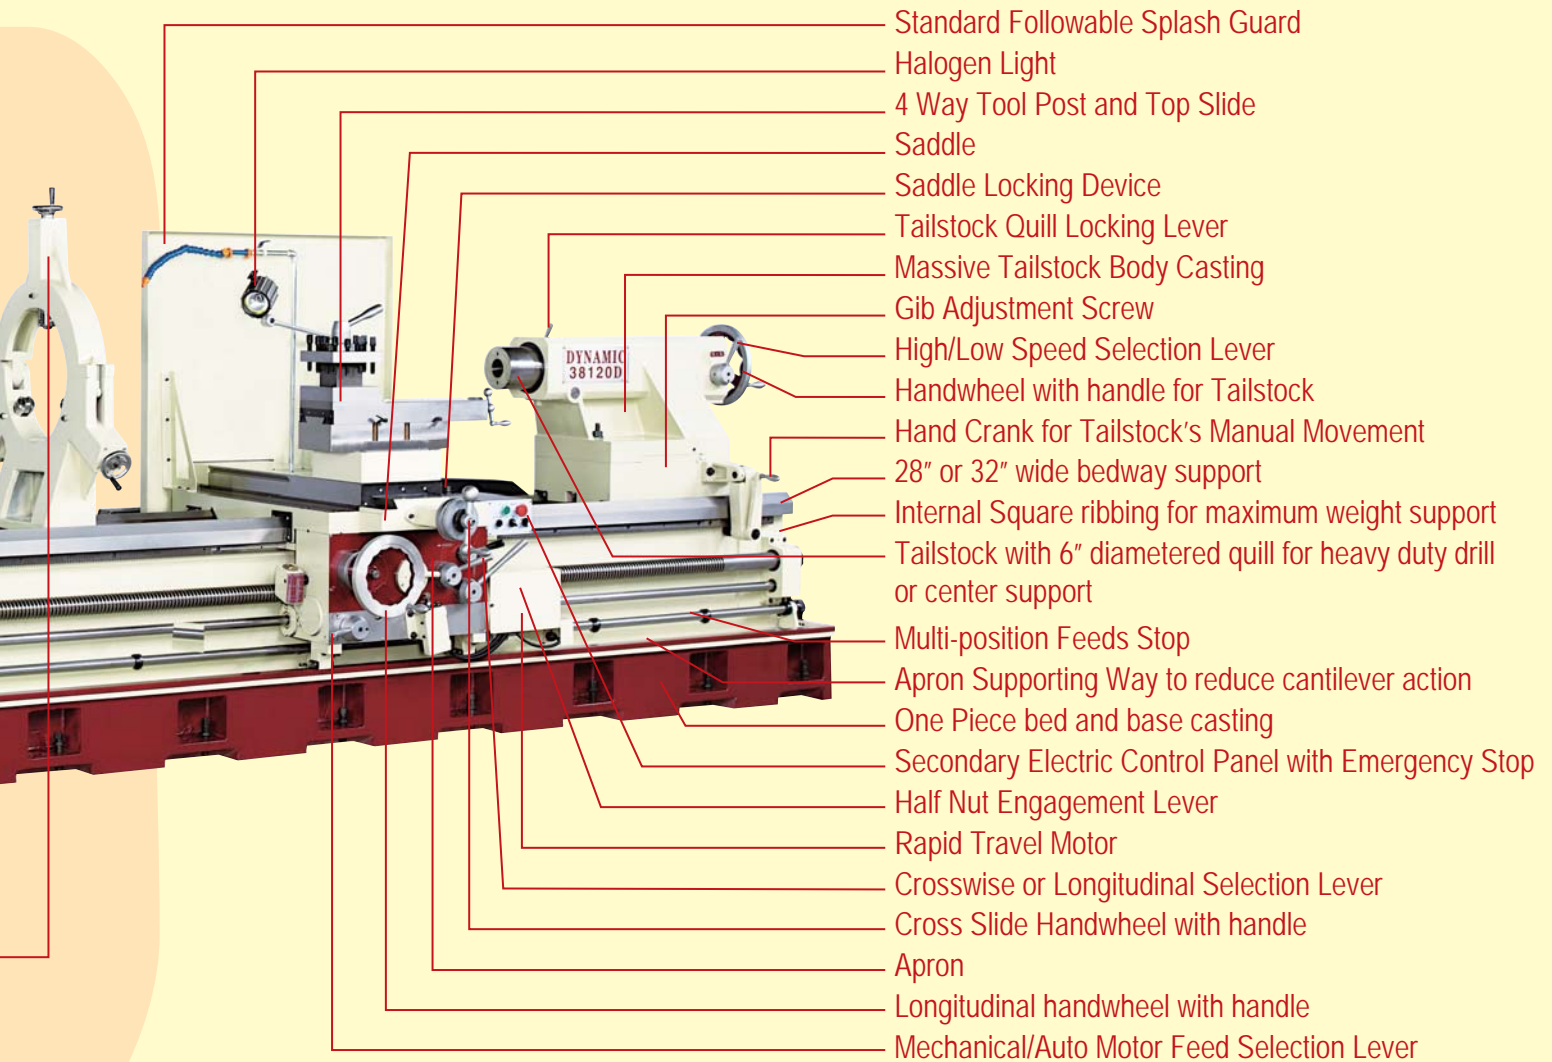 Standard Followable Splash Guard
Halogen Light
4 Way Tool Post and Top Slide
Saddle
Saddle Locking Device
Tailstock Quill Locking Lever
Massive Tailstock Body Casting
Gib Adjustment Screw
High/Low Speed Selection Lever
Handwheel with handle for Tailstock
Hand Crank for Tailstock's Manual Movement
28″ or 32″ wide bedway support
Internal Square ribbing for maximum weight support
Tailstock with 6″ diametered quill for heavy duty drill
or center support
Multi-position Feeds Stop
Apron Supporting Way to reduce cantilever action
One Piece bed and base casting
Secondary Electric Control Panel with Emergency Stop
Half Nut Engagement Lever
Rapid Travel Motor
Crosswise or Longitudinal Selection Lever
Cross Slide Handwheel with handle
Apron
Longitudinal handwheel with handle
Mechanical/Auto Motor Feed Selection Lever
DYNAMIC
38120D